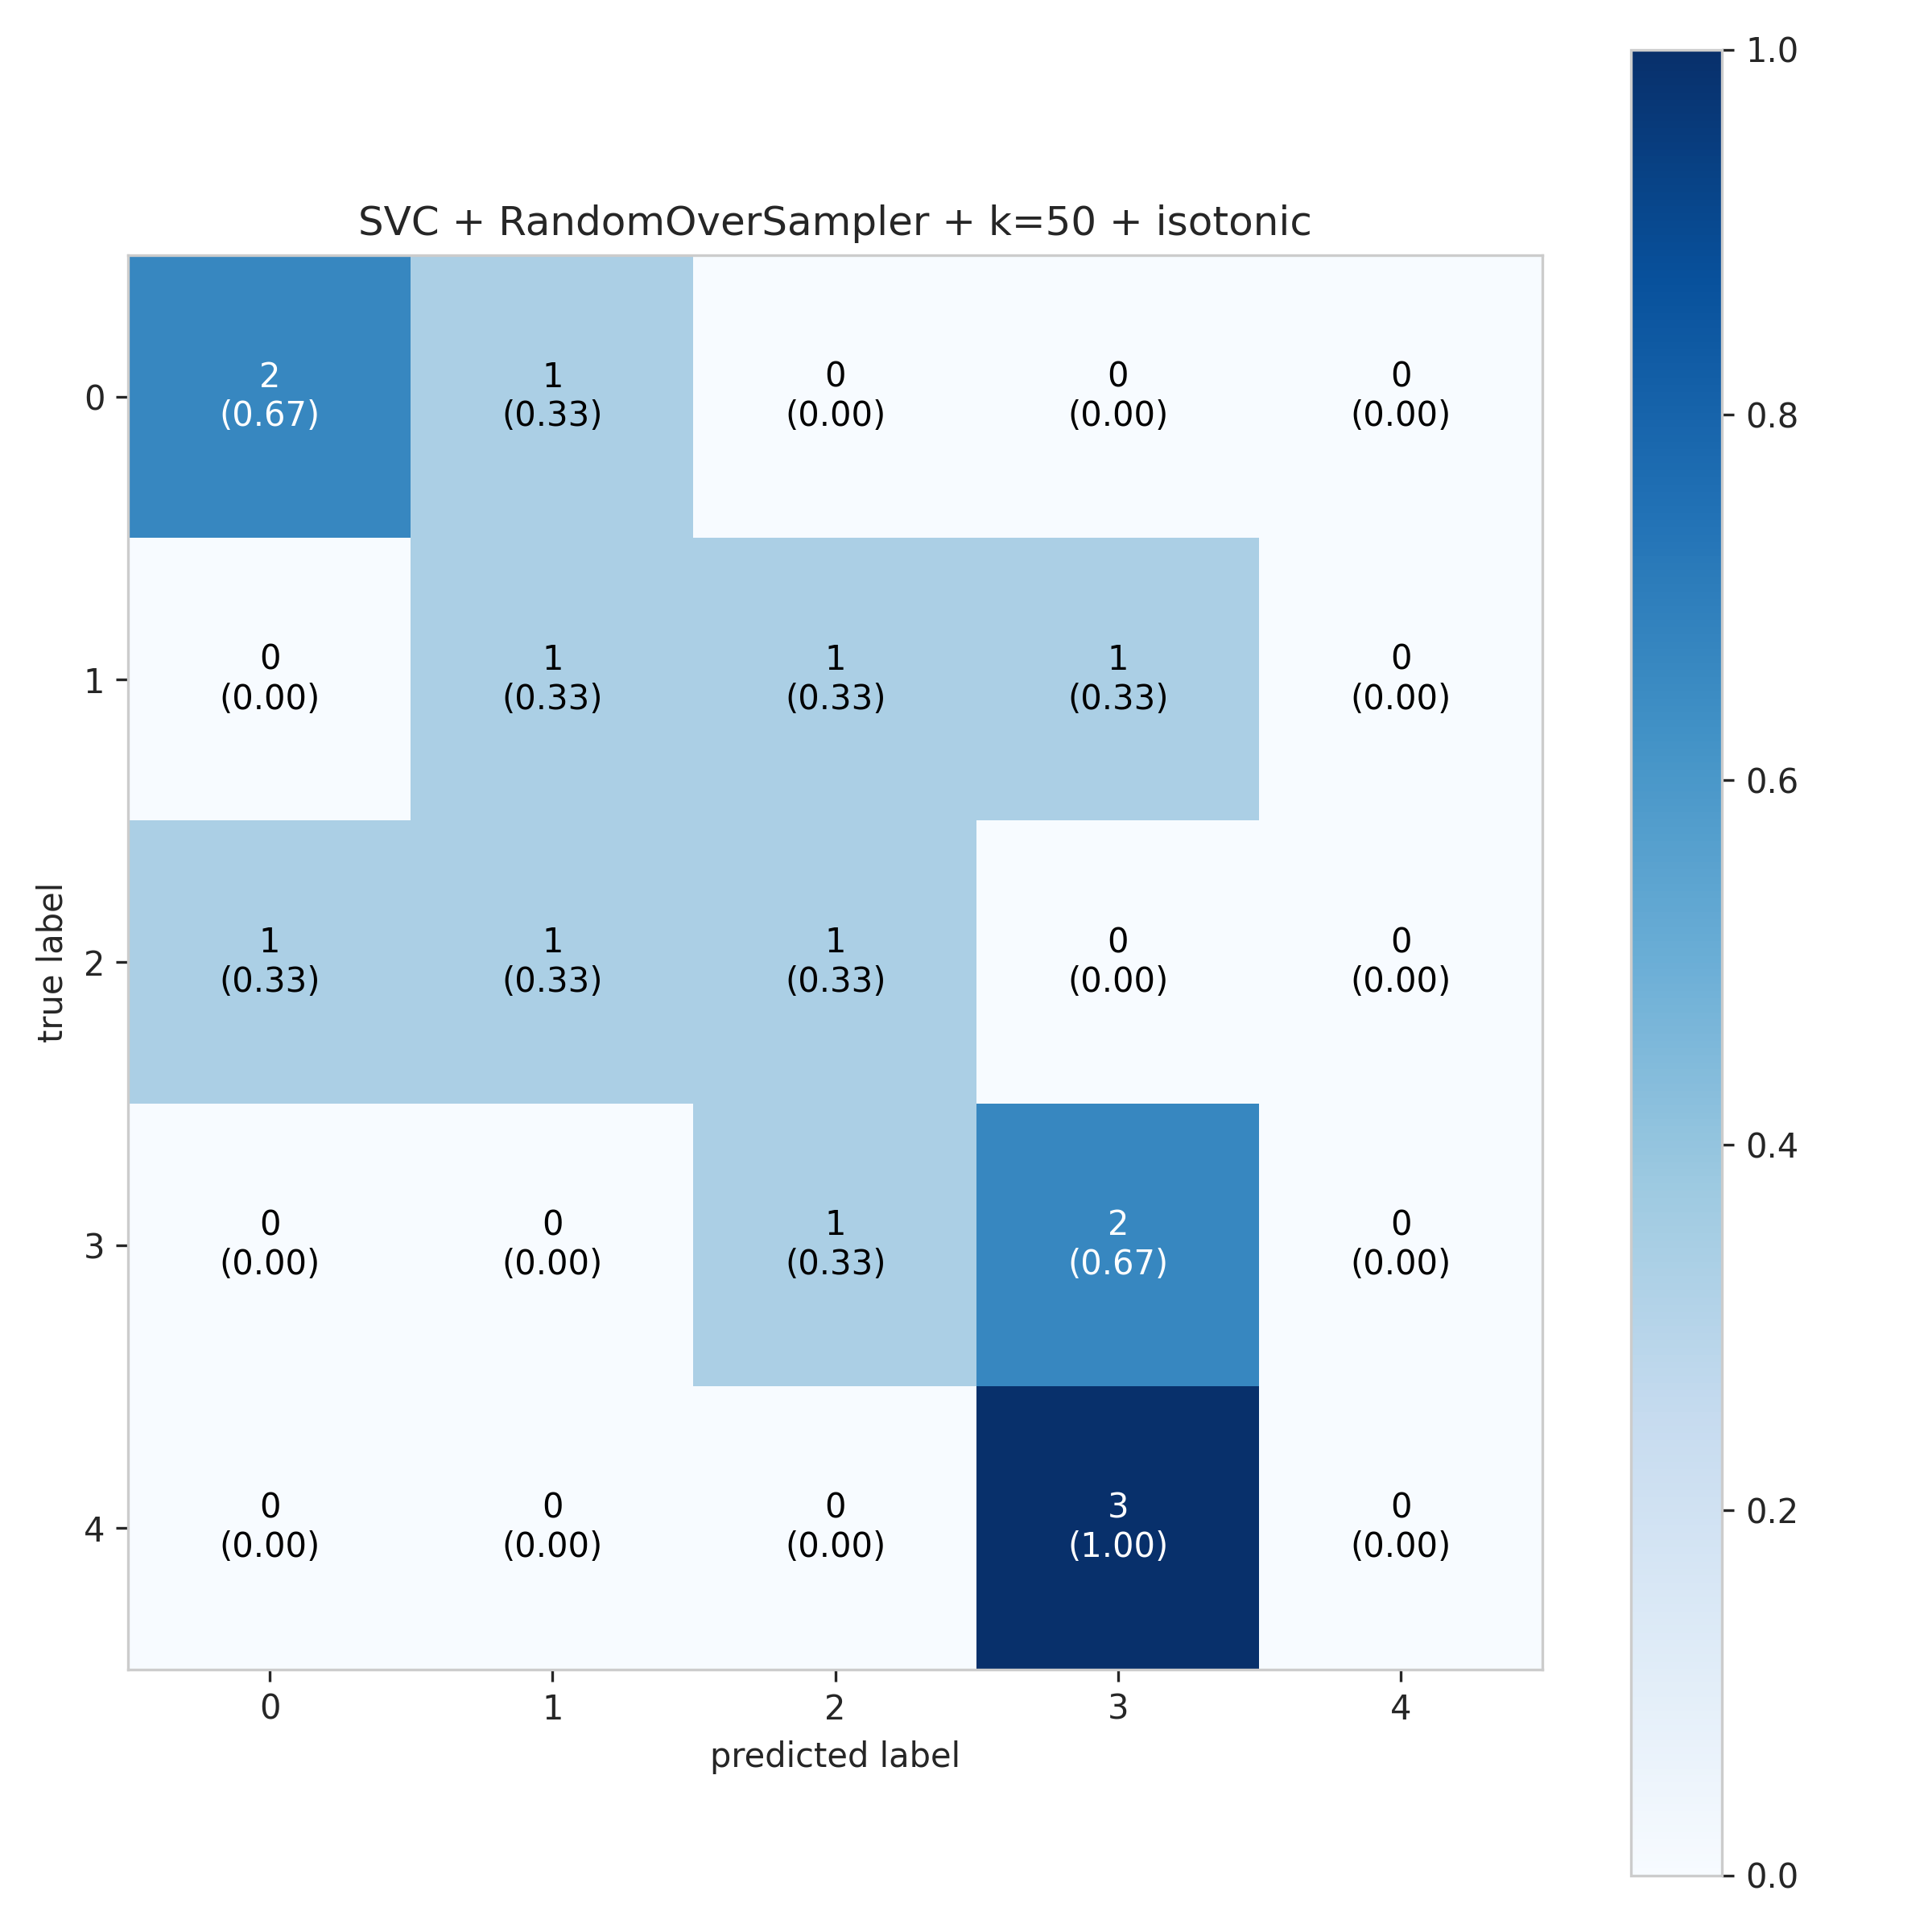 SVC + RandomOverSampler + k=50 + isotonic
1.0
0.8
0.6
0.4
0.2
0.0
true label
0
2 1 0 0 0
(0.67) (0.33) (0.00) (0.00) (0.00)
1
0 1 1 1 0
(0.00) (0.33) (0.33) (0.33) (0.00)
2
1 1 1 0 0
(0.33) (0.33) (0.33) (0.00) (0.00)
3
0 0 1 2 0
(0.00) (0.00) (0.33) (0.67) (0.00)
4
0 0 0 3 0
(0.00) (0.00) (0.00) (1.00) (0.00)
0 1 2 3 4
predicted label